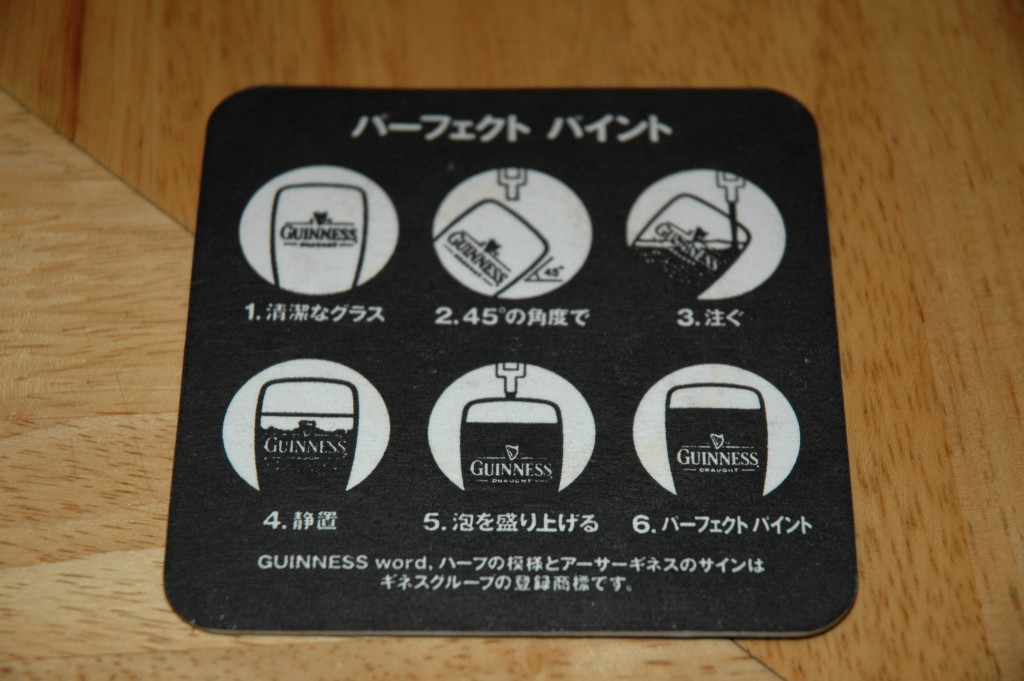 パーフェクト パイント
GUINNESS
DRAUGHT
GUINNESS
45°
GUINNESS
1. 清潔なグラス
2. 45°の角度で
3. 注ぐ
GUINNESS
GUINNESS
DRAUGHT
GUINNESS
DRAUGHT
4. 静置
5. 泡を盛り上げる
6. パーフェクト パイント
GUINNESS word, ハープの模様とアーサーギネスのサインは
ギネスグループの登録商標です。